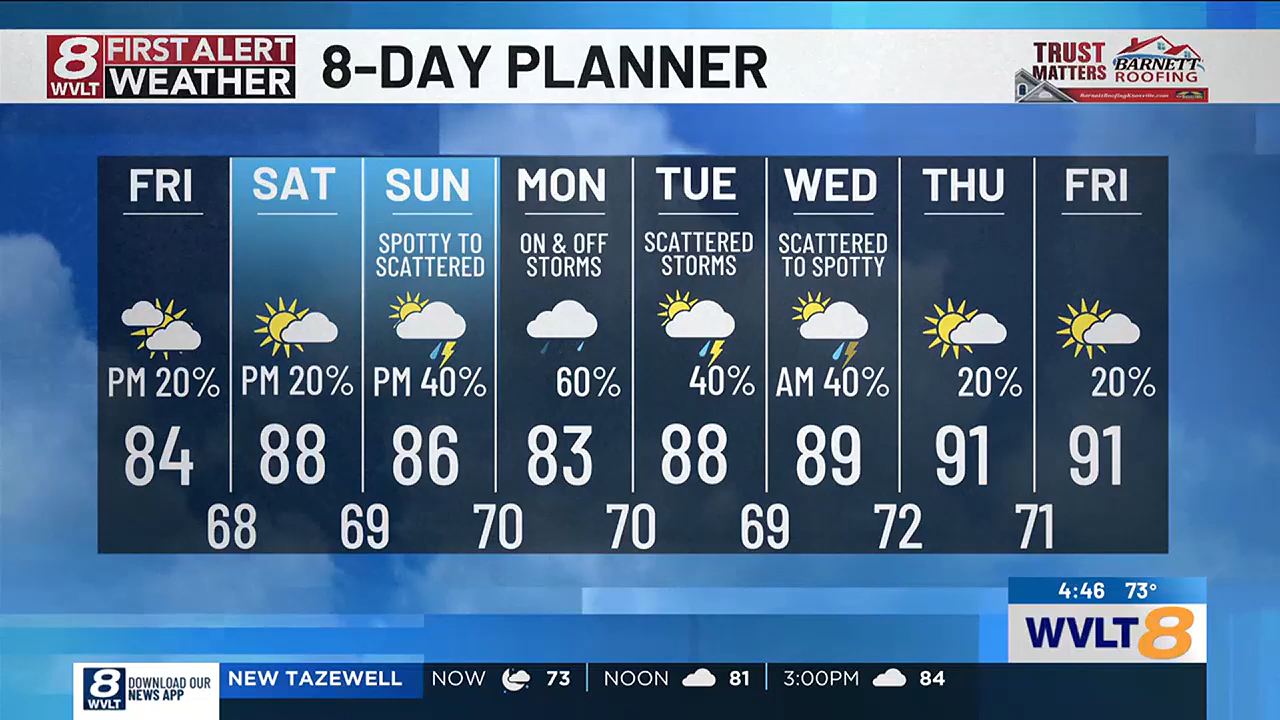 8 FIRST ALERT
WVLT WEATHER
8-DAY PLANNER
TRUST
MATTERS
BARNETT
ROOFING
BarnettRoofingKnoxville.com
FRI SAT SUN MON TUE WED THU FRI
SPOTTY TO
SCATTERED
ON & OFF
STORMS
SCATTERED
STORMS
SCATTERED
TO SPOTTY
PM 20% PM 20% PM 40% 60% 40% AM 40% 20% 20%
84 88 86 83 88 89 91 91
68 69 70 70 69 72 71
4:46 73°
WVLT 8
8
WVLT
DOWNLOAD OUR
NEWS APP
NEW TAZEWELL NOW 73 NOON 81 3:00PM 84